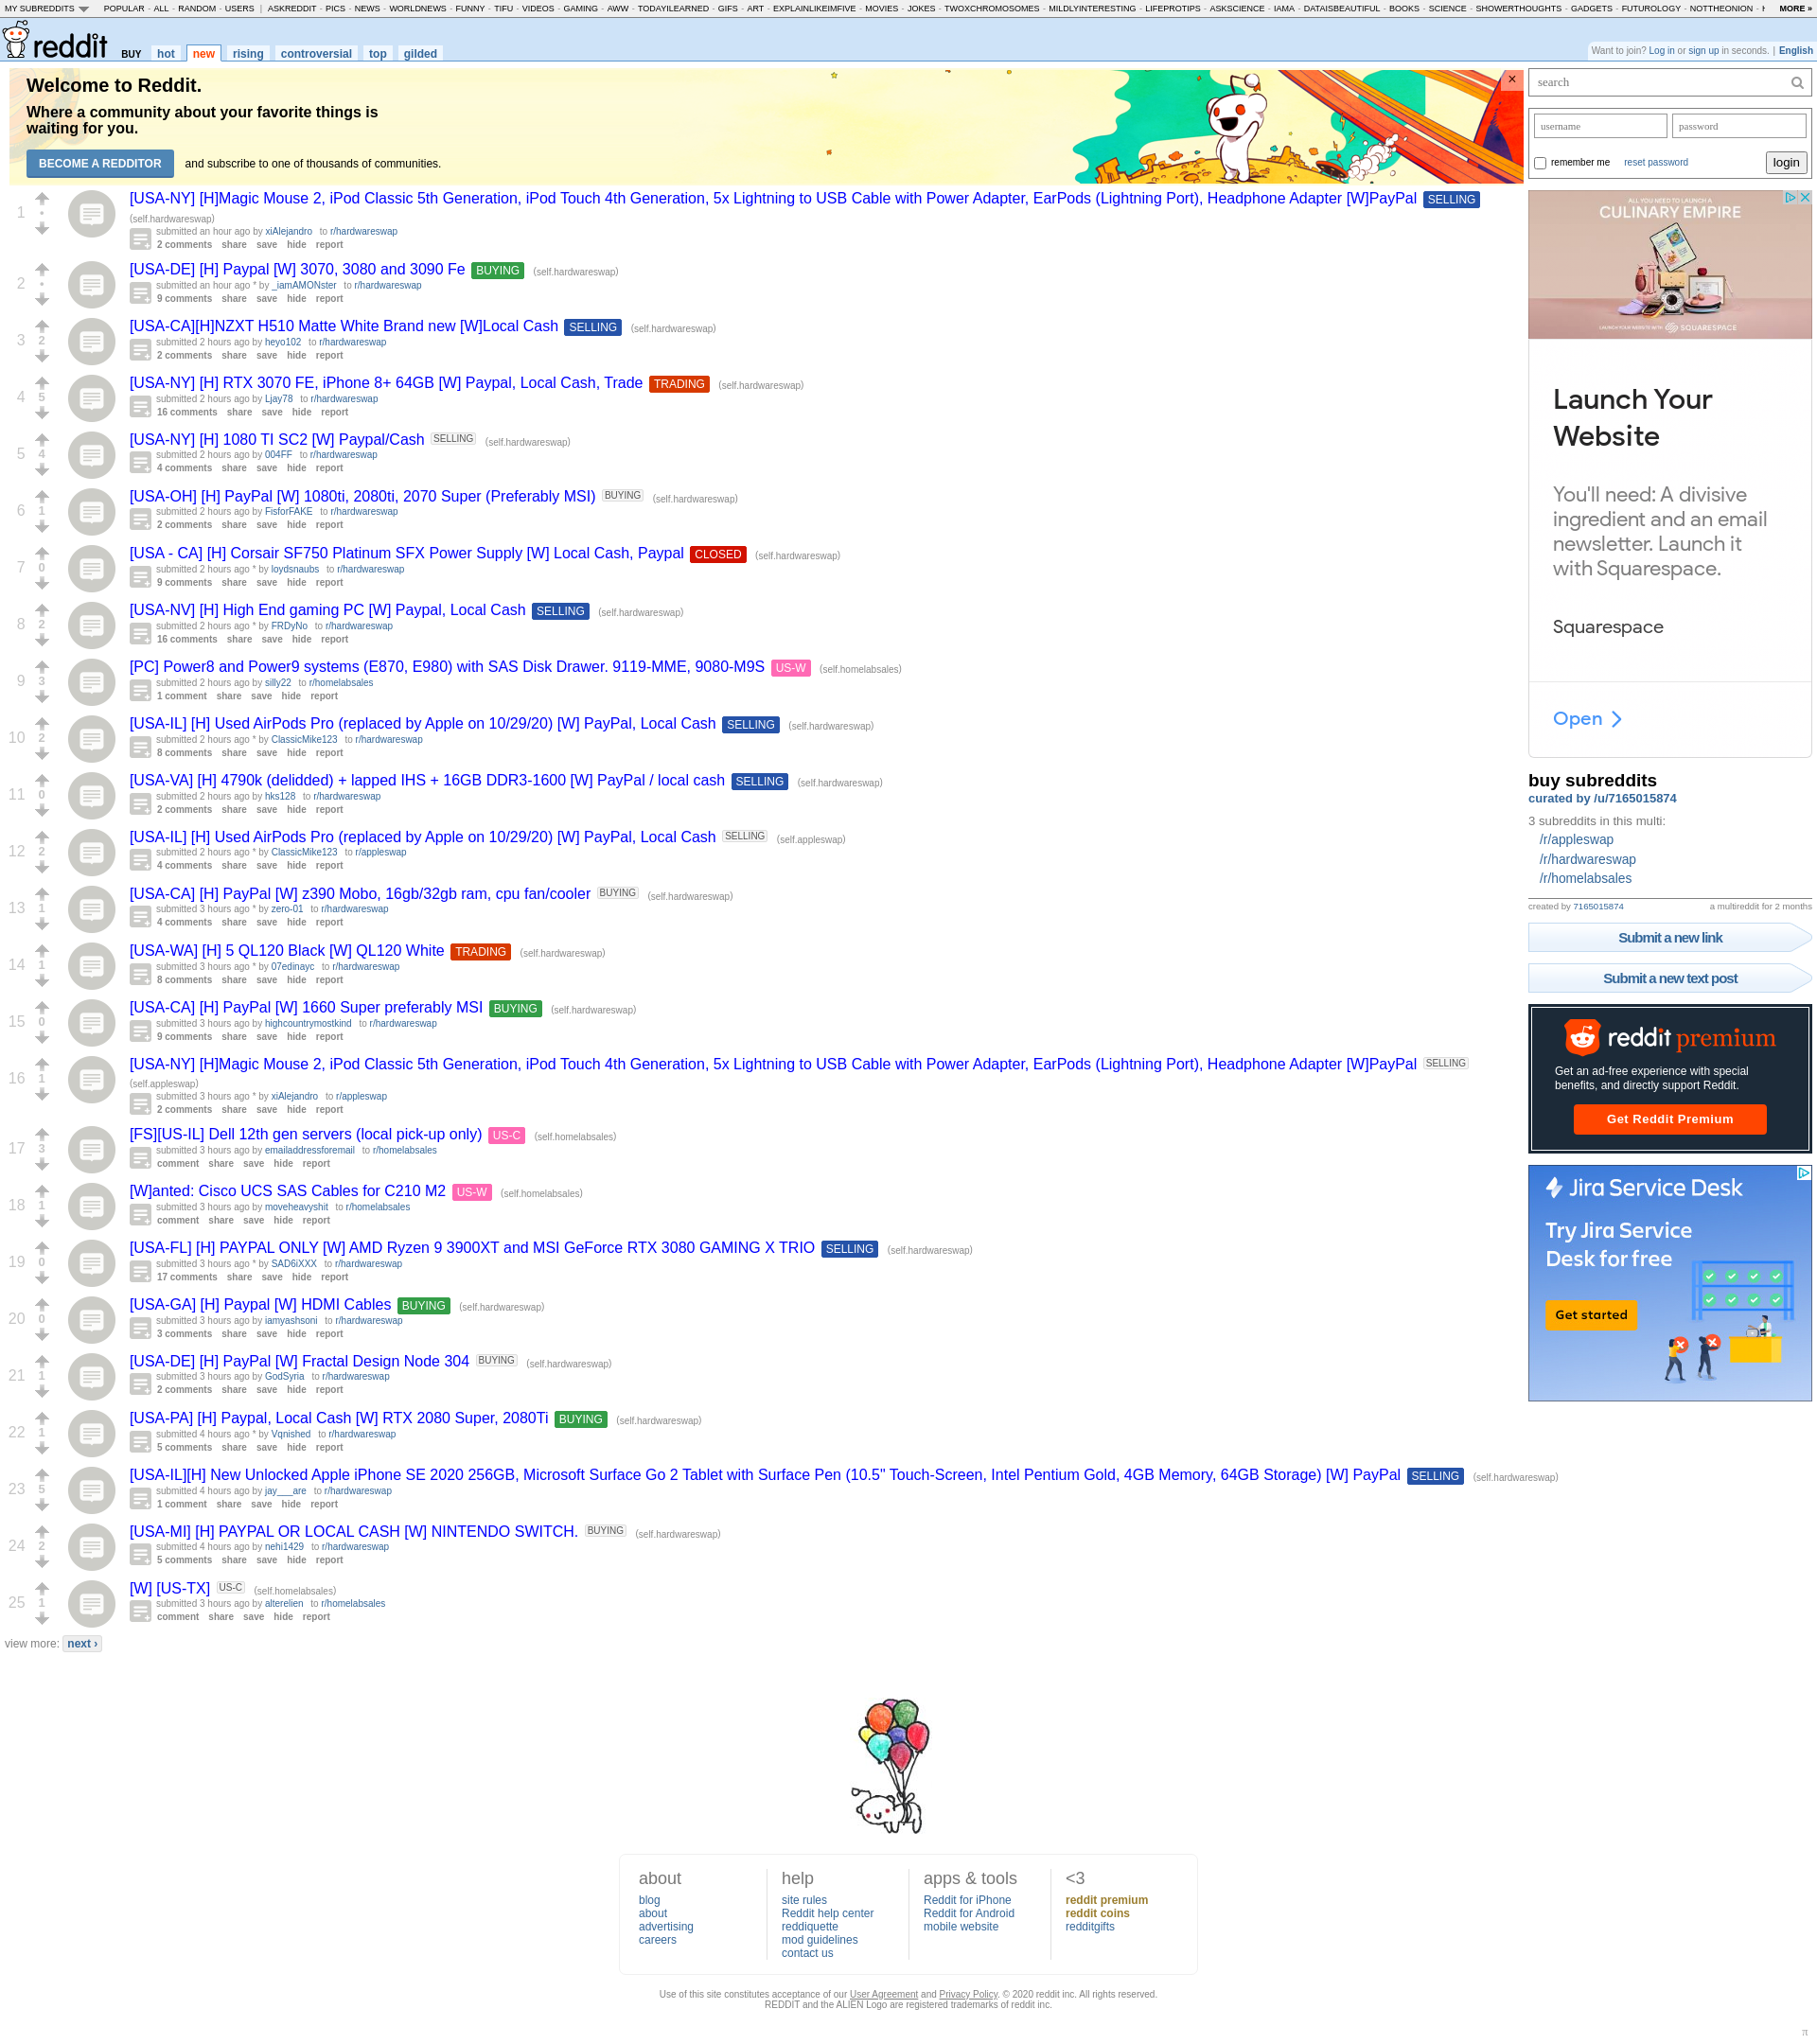 MY SUBREDDITS POPULAR - ALL - RANDOM - USERS | ASKREDDIT - PICS - NEWS - WORLDNEWS - FUNNY - TIFU - VIDEOS - GAMING - AWW - TODAYILEARNED - GIFS - ART - EXPLAINLIKEIMFIVE - MOVIES - JOKES - TWOXCHROMOSOMES - MILDLYINTERESTING - LIFEPROTIPS - ASKSCIENCE - IAMA - DATAISBEAUTIFUL - BOOKS - SCIENCE - SHOWERTHOUGHTS - GADGETS - FUTUROLOGY - NOTTHEONION - MORE »
reddit BUY hot new rising controversial top gilded
Want to join? Log in or sign up in seconds. | English
Welcome to Reddit.
Where a community about your favorite things is
waiting for you.
BECOME A REDDITOR and subscribe to one of thousands of communities.
1 • [USA-NY] [H]Magic Mouse 2, iPod Classic 5th Generation, iPod Touch 4th Generation, 5x Lightning to USB Cable with Power Adapter, EarPods (Lightning Port), Headphone Adapter [W]PayPal SELLING
(self.hardwareswap)
submitted an hour ago by xiAlejandro to r/hardwareswap
2 comments share save hide report
2 • [USA-DE] [H] Paypal [W] 3070, 3080 and 3090 Fe BUYING (self.hardwareswap)
submitted an hour ago * by _iamAMONster to r/hardwareswap
9 comments share save hide report
3 2 [USA-CA][H]NZXT H510 Matte White Brand new [W]Local Cash SELLING (self.hardwareswap)
submitted 2 hours ago by heyo102 to r/hardwareswap
2 comments share save hide report
4 5 [USA-NY] [H] RTX 3070 FE, iPhone 8+ 64GB [W] Paypal, Local Cash, Trade TRADING (self.hardwareswap)
submitted 2 hours ago by Ljay78 to r/hardwareswap
16 comments share save hide report
5 4 [USA-NY] [H] 1080 TI SC2 [W] Paypal/Cash SELLING (self.hardwareswap)
submitted 2 hours ago by 004FF to r/hardwareswap
4 comments share save hide report
6 1 [USA-OH] [H] PayPal [W] 1080ti, 2080ti, 2070 Super (Preferably MSI) BUYING (self.hardwareswap)
submitted 2 hours ago by FisforFAKE to r/hardwareswap
2 comments share save hide report
7 0 [USA - CA] [H] Corsair SF750 Platinum SFX Power Supply [W] Local Cash, Paypal CLOSED (self.hardwareswap)
submitted 2 hours ago * by loydsnaubs to r/hardwareswap
9 comments share save hide report
8 2 [USA-NV] [H] High End gaming PC [W] Paypal, Local Cash SELLING (self.hardwareswap)
submitted 2 hours ago * by FRDyNo to r/hardwareswap
16 comments share save hide report
9 3 [PC] Power8 and Power9 systems (E870, E980) with SAS Disk Drawer. 9119-MME, 9080-M9S US-W (self.homelabsales)
submitted 2 hours ago by silly22 to r/homelabsales
1 comment share save hide report
10 2 [USA-IL] [H] Used AirPods Pro (replaced by Apple on 10/29/20) [W] PayPal, Local Cash SELLING (self.hardwareswap)
submitted 2 hours ago * by ClassicMike123 to r/hardwareswap
8 comments share save hide report
11 0 [USA-VA] [H] 4790k (delidded) + lapped IHS + 16GB DDR3-1600 [W] PayPal / local cash SELLING (self.hardwareswap)
submitted 2 hours ago by hks128 to r/hardwareswap
2 comments share save hide report
12 2 [USA-IL] [H] Used AirPods Pro (replaced by Apple on 10/29/20) [W] PayPal, Local Cash SELLING (self.appleswap)
submitted 2 hours ago * by ClassicMike123 to r/appleswap
4 comments share save hide report
13 1 [USA-CA] [H] PayPal [W] z390 Mobo, 16gb/32gb ram, cpu fan/cooler BUYING (self.hardwareswap)
submitted 3 hours ago * by zero-01 to r/hardwareswap
4 comments share save hide report
14 1 [USA-WA] [H] 5 QL120 Black [W] QL120 White TRADING (self.hardwareswap)
submitted 3 hours ago * by 07edinayc to r/hardwareswap
8 comments share save hide report
15 0 [USA-CA] [H] PayPal [W] 1660 Super preferably MSI BUYING (self.hardwareswap)
submitted 3 hours ago by highcountrymostkind to r/hardwareswap
9 comments share save hide report
16 1 [USA-NY] [H]Magic Mouse 2, iPod Classic 5th Generation, iPod Touch 4th Generation, 5x Lightning to USB Cable with Power Adapter, EarPods (Lightning Port), Headphone Adapter [W]PayPal SELLING
(self.appleswap)
submitted 3 hours ago * by xiAlejandro to r/appleswap
2 comments share save hide report
17 3 [FS][US-IL] Dell 12th gen servers (local pick-up only) US-C (self.homelabsales)
submitted 3 hours ago by emailaddressforemail to r/homelabsales
comment share save hide report
18 1 [W]anted: Cisco UCS SAS Cables for C210 M2 US-W (self.homelabsales)
submitted 3 hours ago by moveheavyshit to r/homelabsales
comment share save hide report
19 0 [USA-FL] [H] PAYPAL ONLY [W] AMD Ryzen 9 3900XT and MSI GeForce RTX 3080 GAMING X TRIO SELLING (self.hardwareswap)
submitted 3 hours ago * by SAD6iXXX to r/hardwareswap
17 comments share save hide report
20 0 [USA-GA] [H] Paypal [W] HDMI Cables BUYING (self.hardwareswap)
submitted 3 hours ago by iamyashsoni to r/hardwareswap
3 comments share save hide report
21 1 [USA-DE] [H] PayPal [W] Fractal Design Node 304 BUYING (self.hardwareswap)
submitted 3 hours ago by GodSyria to r/hardwareswap
2 comments share save hide report
22 1 [USA-PA] [H] Paypal, Local Cash [W] RTX 2080 Super, 2080Ti BUYING (self.hardwareswap)
submitted 4 hours ago * by Vqnished to r/hardwareswap
5 comments share save hide report
23 5 [USA-IL][H] New Unlocked Apple iPhone SE 2020 256GB, Microsoft Surface Go 2 Tablet with Surface Pen (10.5" Touch-Screen, Intel Pentium Gold, 4GB Memory, 64GB Storage) [W] PayPal SELLING (self.hardwareswap)
submitted 4 hours ago by jay___are to r/hardwareswap
1 comment share save hide report
24 2 [USA-MI] [H] PAYPAL OR LOCAL CASH [W] NINTENDO SWITCH. BUYING (self.hardwareswap)
submitted 4 hours ago by nehi1429 to r/hardwareswap
5 comments share save hide report
25 1 [W] [US-TX] US-C (self.homelabsales)
submitted 3 hours ago by alterelien to r/homelabsales
comment share save hide report
view more: next ›
search
username password
remember me reset password login
ALL YOU NEED TO LAUNCH A
CULINARY EMPIRE
LAUNCH YOUR WEBSITE WITH SQUARESPACE
Launch Your
Website
You'll need: A divisive
ingredient and an email
newsletter. Launch it
with Squarespace.
Squarespace
Open
buy subreddits
curated by /u/7165015874
3 subreddits in this multi:
/r/appleswap
/r/hardwareswap
/r/homelabsales
created by 7165015874 a multireddit for 2 months
Submit a new link
Submit a new text post
reddit premium
Get an ad-free experience with special
benefits, and directly support Reddit.
Get Reddit Premium
Jira Service Desk
Try Jira Service
Desk for free
Get started
about
blog
about
advertising
careers
help
site rules
Reddit help center
reddiquette
mod guidelines
contact us
apps & tools
Reddit for iPhone
Reddit for Android
mobile website
<3
reddit premium
reddit coins
redditgifts
Use of this site constitutes acceptance of our User Agreement and Privacy Policy. © 2020 reddit inc. All rights reserved.
REDDIT and the ALIEN Logo are registered trademarks of reddit inc.
π